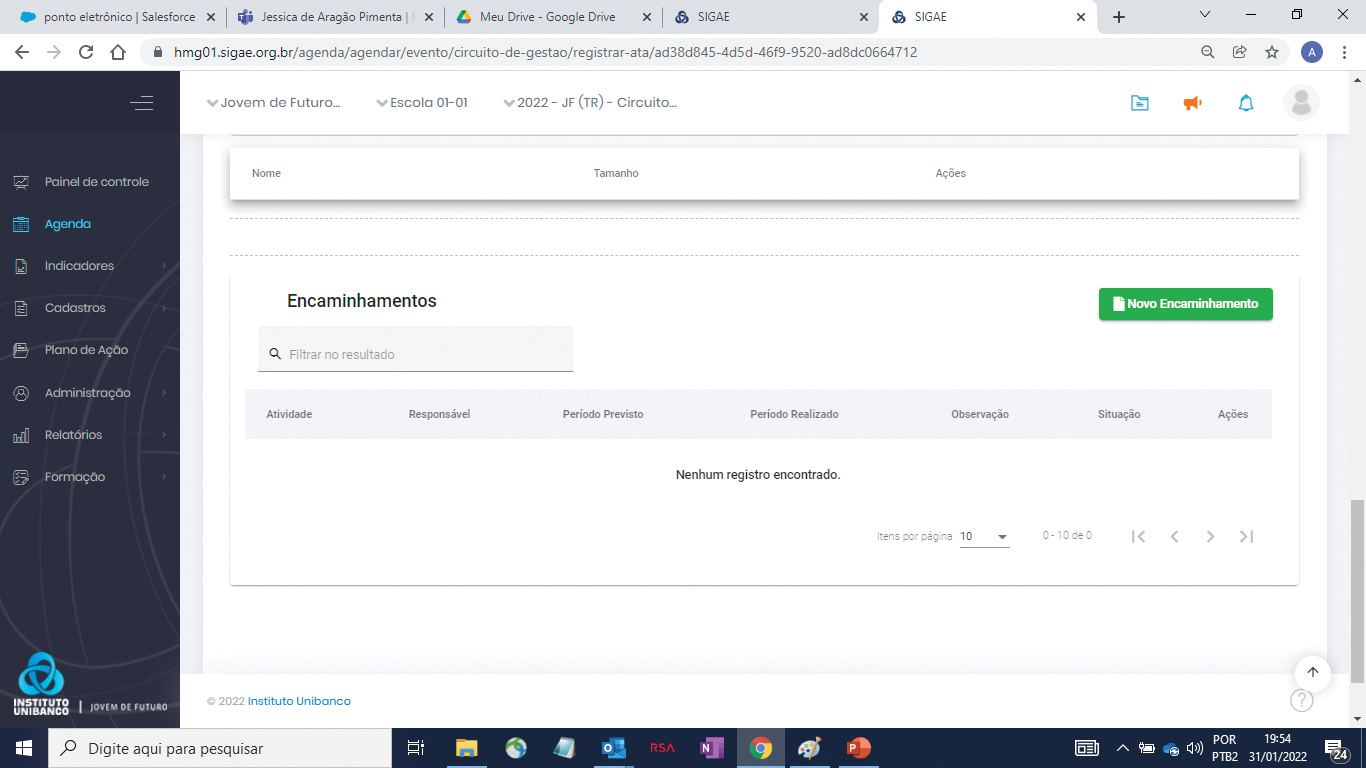 ponto eletrônico | Salesforce
Jessica de Aragão Pimenta |
Meu Drive - Google Drive
SIGAE
SIGAE
hmg01.sigae.org.br/agenda/agendar/evento/circuito-de-gestao/registrar-ata/ad38d845-4d5d-46f9-9520-ad8dc0664712
A
Jovem de Futuro...
Escola 01-01
2022 - JF (TR) - Circuito...
Painel de controle
Agenda
Indicadores
Cadastros
Plano de Ação
Administração
Relatórios
Formação
INSTITUTO UNIBANCO | JOVEM DE FUTURO
Nome Tamanho Ações
Encaminhamentos
Novo Encaminhamento
Filtrar no resultado
Atividade Responsável Período Previsto Período Realizado Observação Situação Ações
Nenhum registro encontrado.
Itens por página 10 0 - 10 de 0
© 2022 Instituto Unibanco
?
Digite aqui para pesquisar
RSA
POR
PTB2
19:54
31/01/2022
24